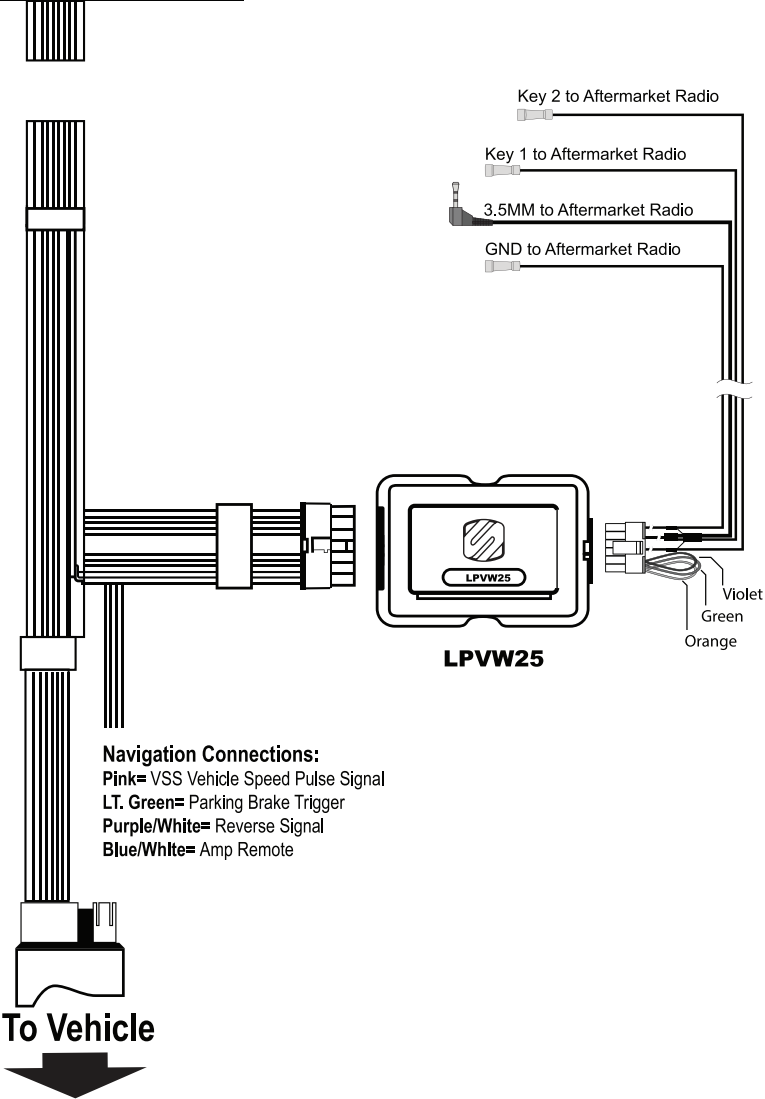 Key 2 to Aftermarket Radio
Key 1 to Aftermarket Radio
3.5MM to Aftermarket Radio
GND to Aftermarket Radio
LPVW25
Violet
Green
Orange
LPVW25
Navigation Connections:
Pink= VSS Vehicle Speed Pulse Signal
LT. Green= Parking Brake Trigger
Purple/White= Reverse Signal
Blue/White= Amp Remote
To Vehicle